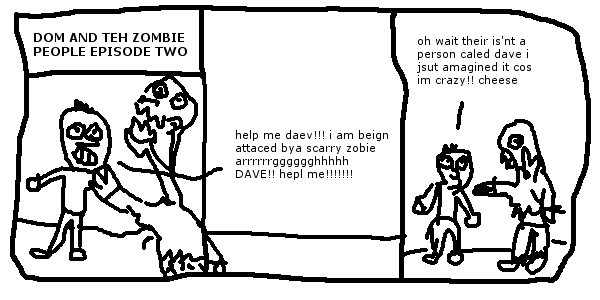 DOM AND TEH ZOMBIE
PEOPLE EPISODE TWO
help me daev!!! i am beign
attaced bya scarry zobie
arrrrrrgggggghhhhh
DAVE!! hepl me!!!!!!!
oh wait their is'nt a
person caled dave i
jsut amagined it cos
im crazy!! cheese